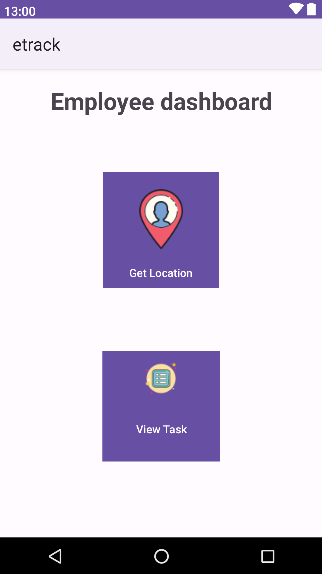 13:00
etrack
Employee dashboard
Get Location
View Task